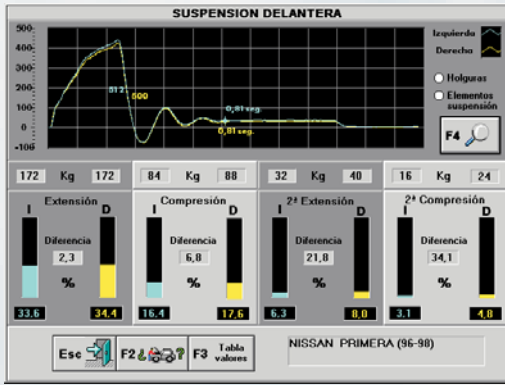 SUSPENSION DELANTERA
500
400
300
200
100
0
-100
512
500
0,81 seg.
0,81 seg.
Izquierda
Derecha
Holguras
Elementos
suspensión
F4
172 Kg 172
84 Kg 88
32 Kg 40
16 Kg 24
Extensión
I D
Diferencia
2,3
%
33.6 34.4
Compresión
I D
Diferencia
6,8
%
16.4 17,6
2ª Extensión
I D
Diferencia
21,8
%
6.3 8,0
2ª Compresión
I D
Diferencia
34,1
%
3,1 4,8
Esc
F2 ¿ ?
F3 Tabla
valores
NISSAN PRIMERA (96-98)